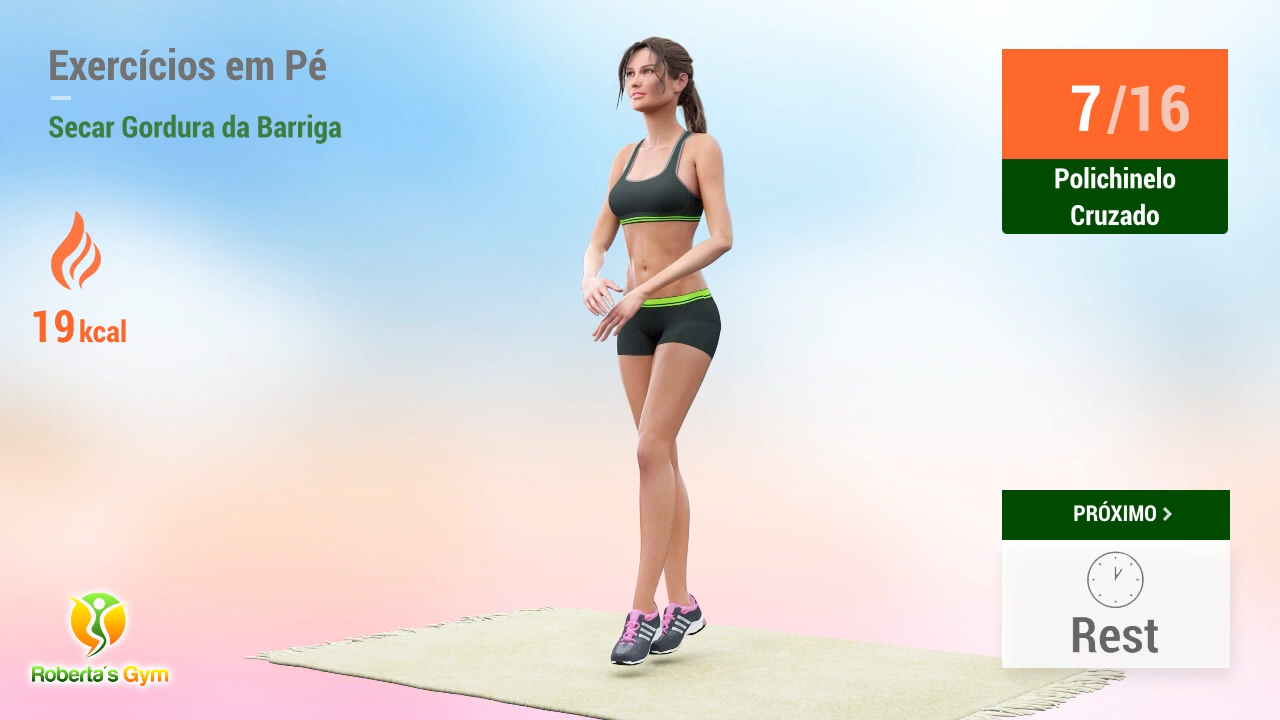 Exercícios em Pé
Secar Gordura da Barriga
19 kcal
7/16
Polichinelo
Cruzado
PRÓXIMO >
Rest
Roberta´s Gym